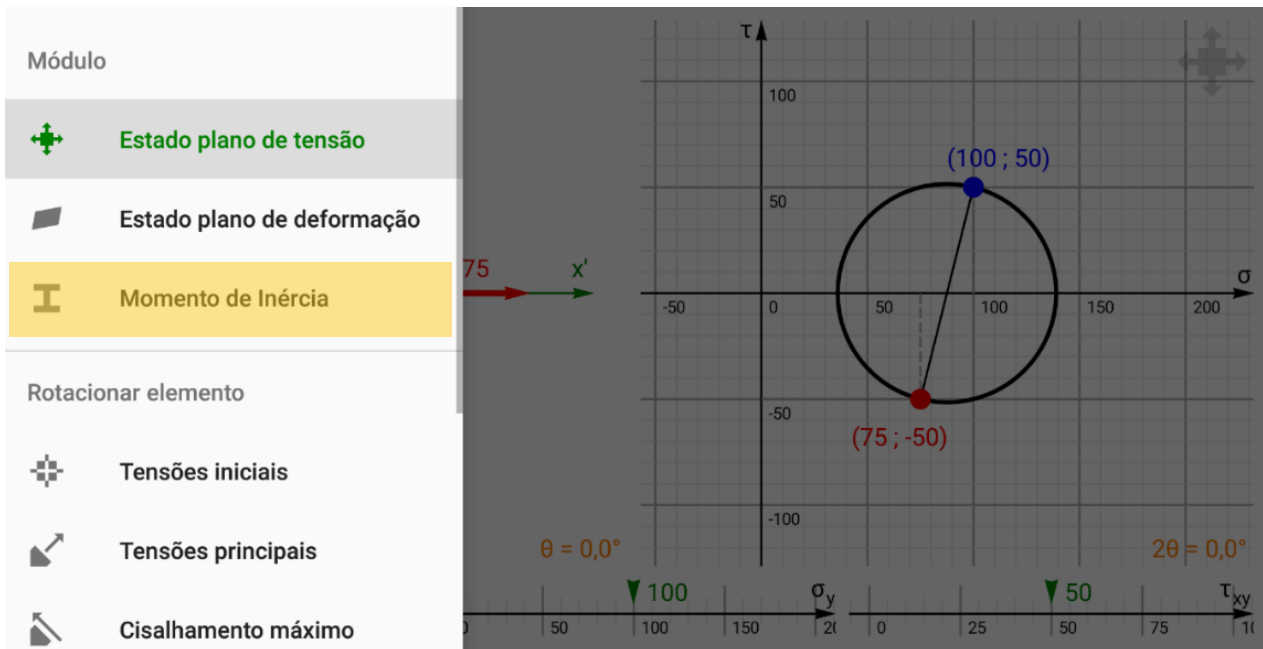 Módulo
Estado plano de tensão
Estado plano de deformação
Momento de Inércia
Rotacionar elemento
Tensões iniciais
Tensões principais
Cisalhamento máximo
75
x'
θ = 0,0°
τ
100
(100 ; 50)
50
σ
-50 0 50 100 150 200
-50
(75 ; -50)
-100
2θ = 0,0°
100 σy
50 100 150
50 τxy
0 25 50 75